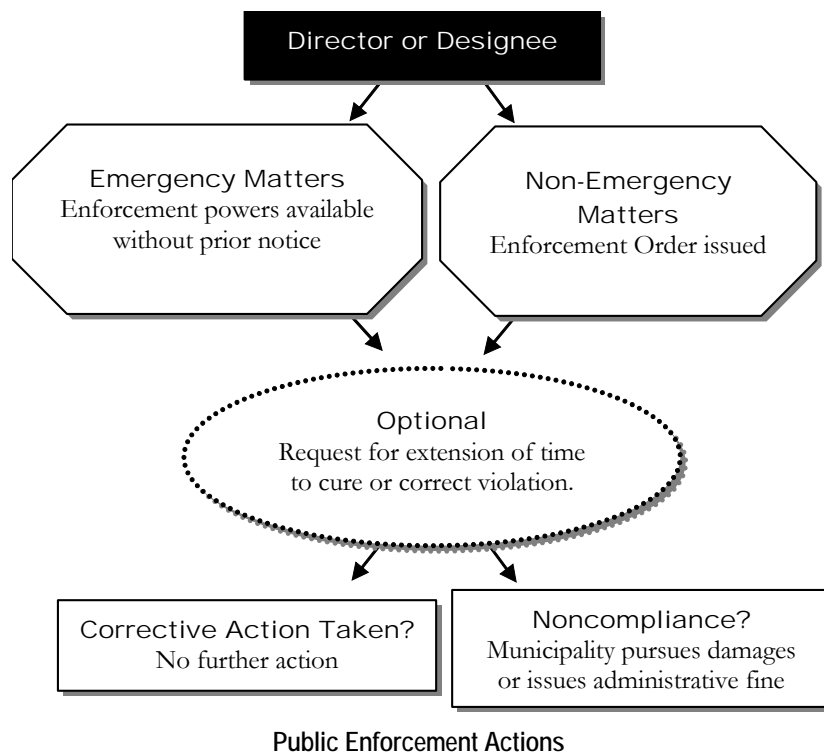 Director or Designee
Emergency Matters
Enforcement powers available
without prior notice
Non-Emergency
Matters
Enforcement Order issued
Optional
Request for extension of time
to cure or correct violation.
Corrective Action Taken?
No further action
Noncompliance?
Municipality pursues damages
or issues administrative fine
Public Enforcement Actions